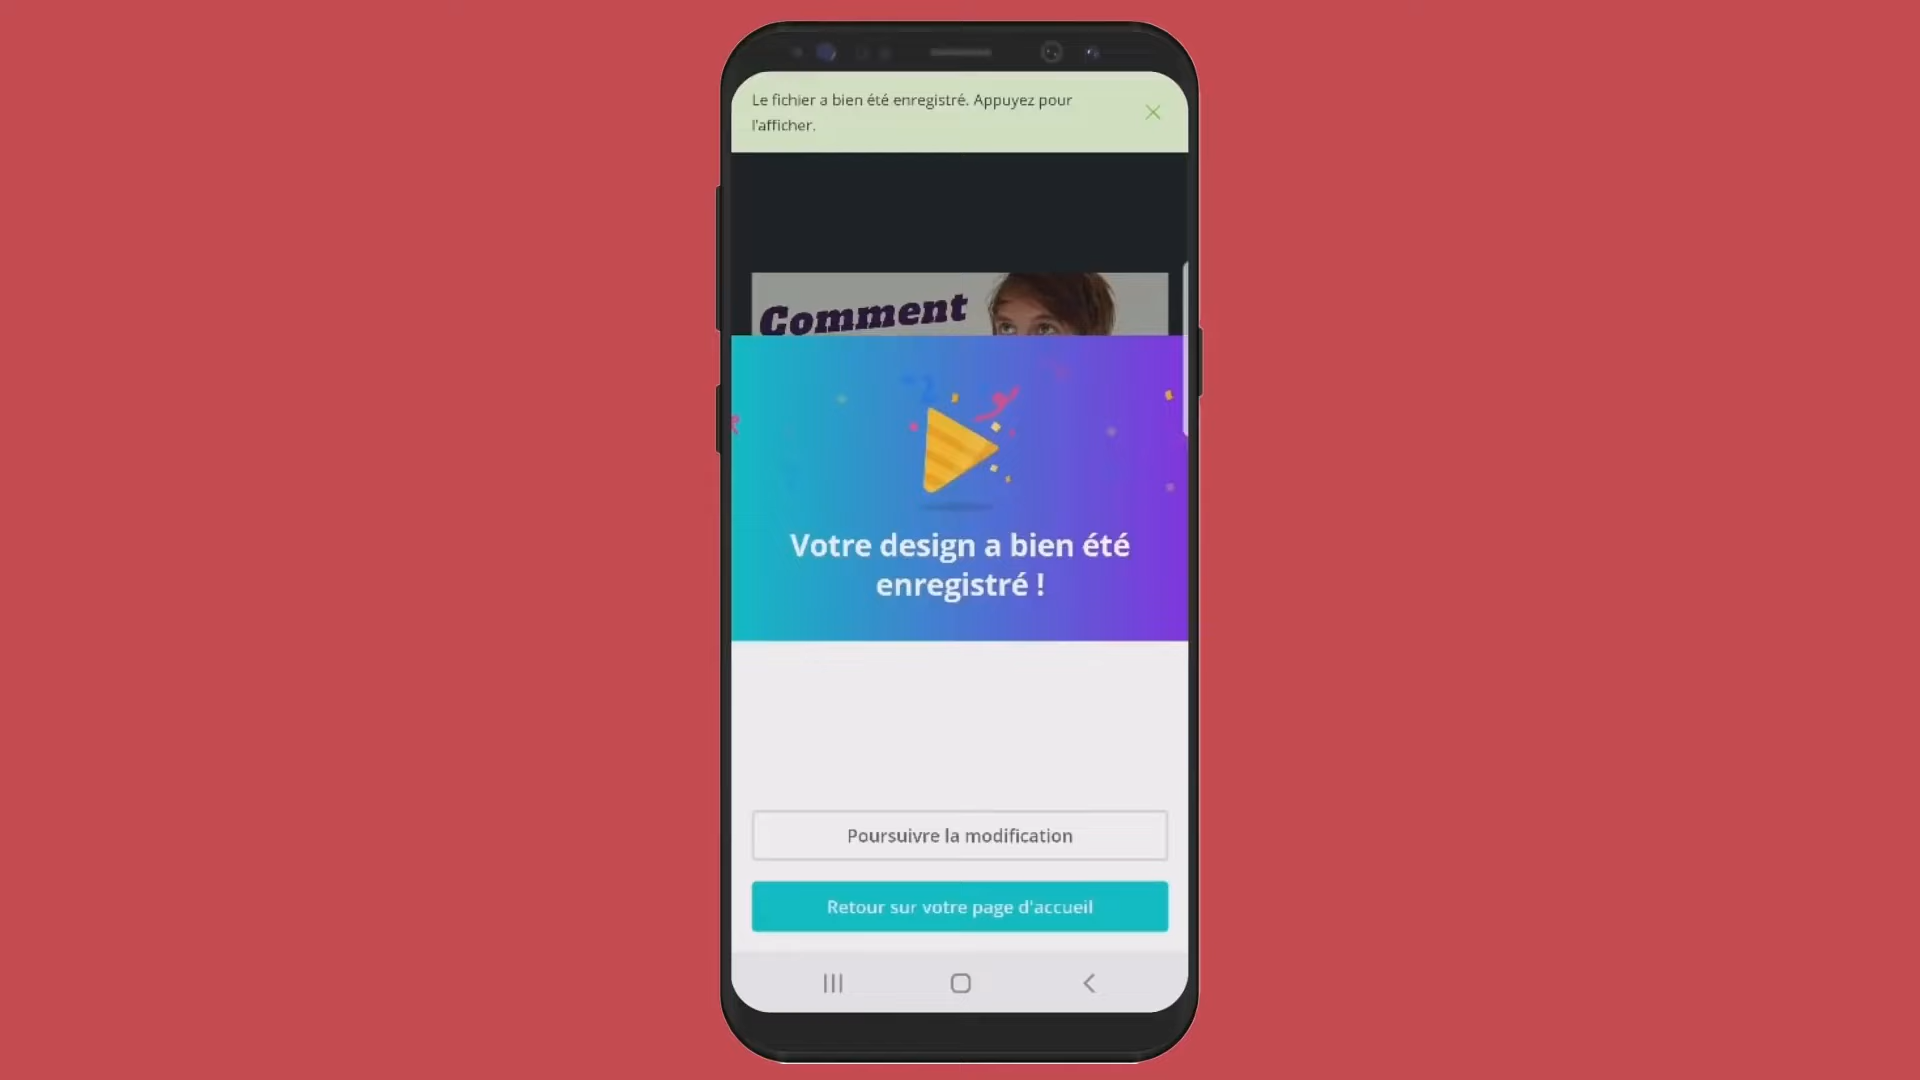 Le fichier a bien été enregistré. Appuyez pour
l'afficher.
Comment
Votre design a bien été
enregistré !
Poursuivre la modification
Retour sur votre page d'accueil